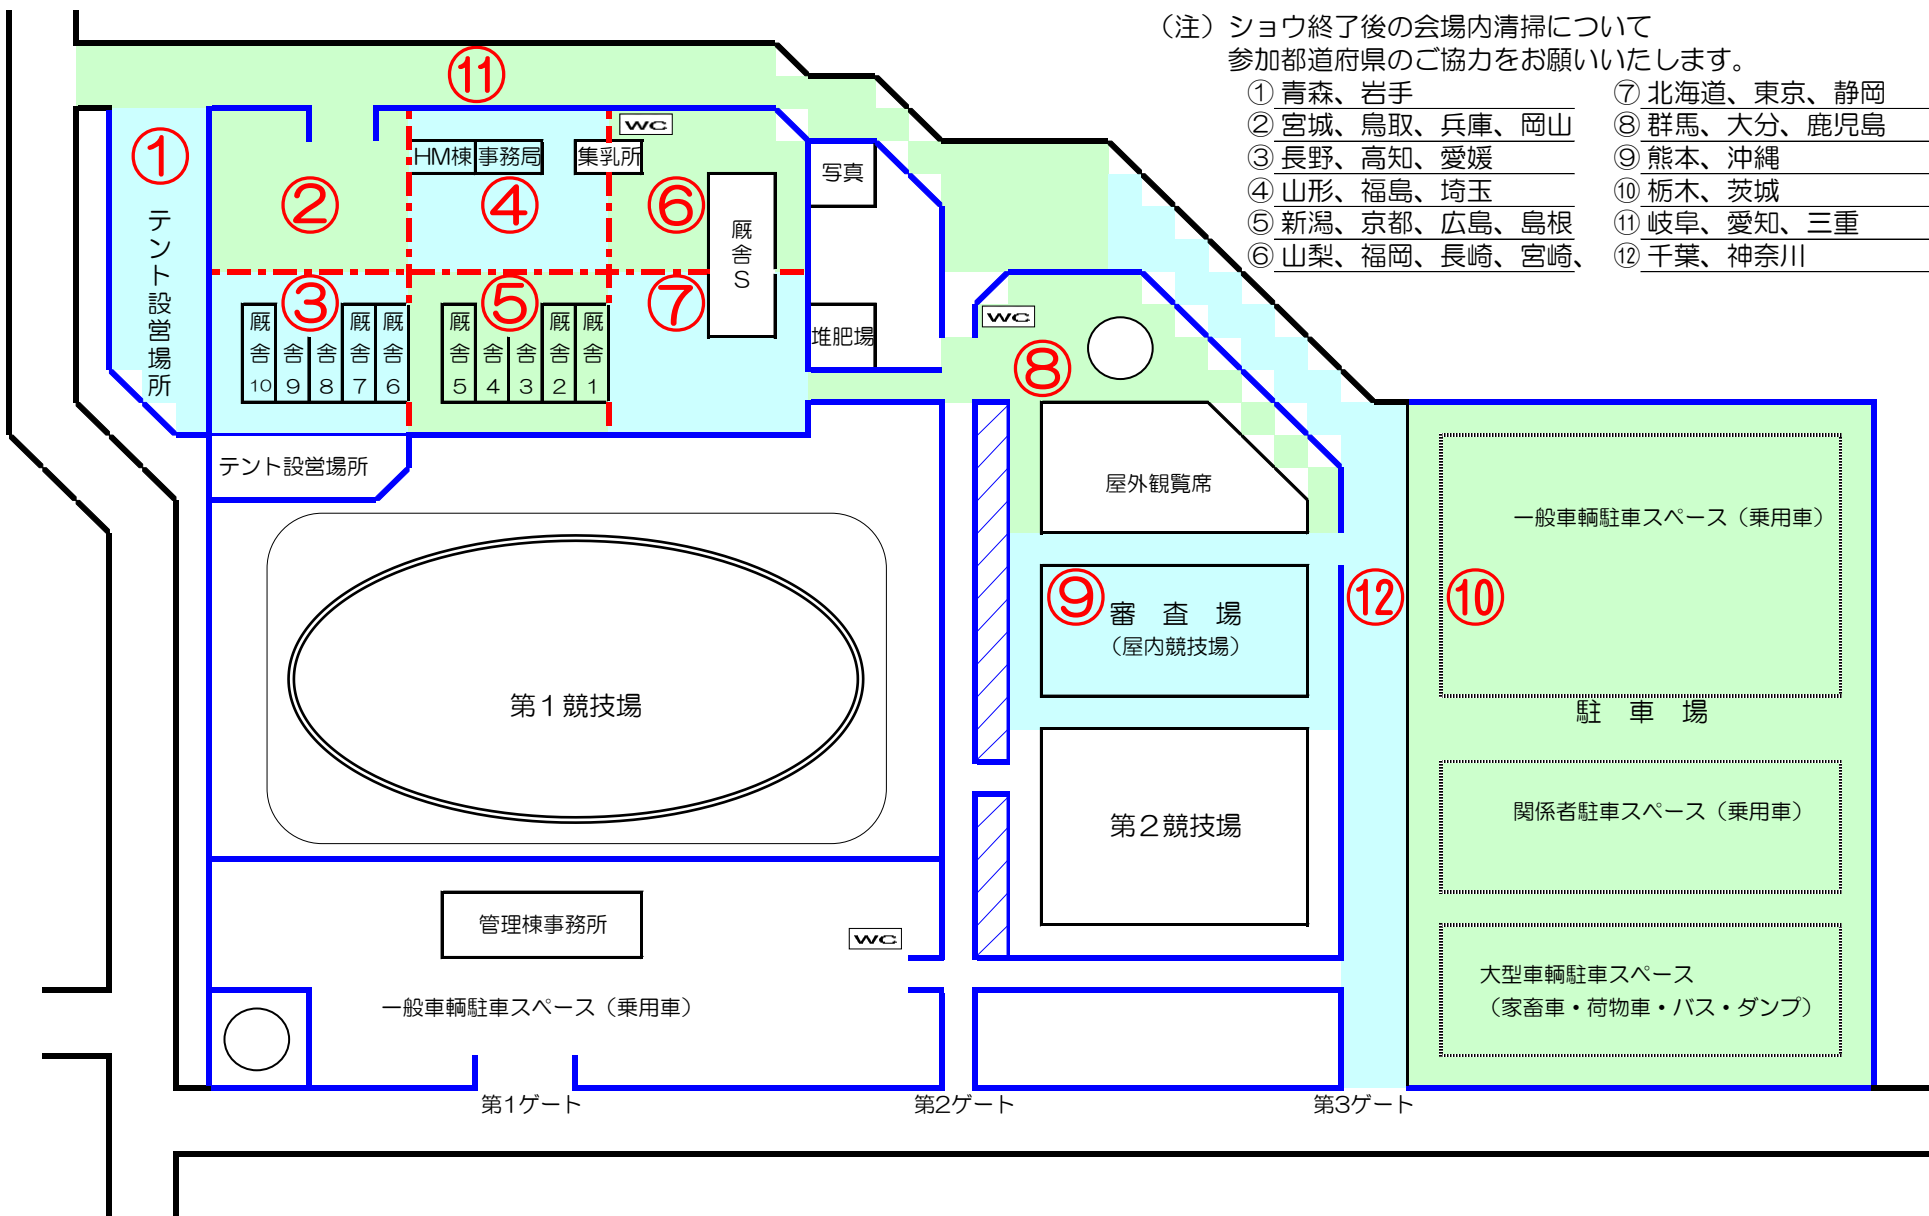 （注）ショウ終了後の会場内清掃について
参加都道府県のご協力をお願いいたします。
① 青森、岩手
② 宮城、鳥取、兵庫、岡山
③ 長野、高知、愛媛
④ 山形、福島、埼玉
⑤ 新潟、京都、広島、島根
⑥ 山梨、福岡、長崎、宮崎、
⑦ 北海道、東京、静岡
⑧ 群馬、大分、鹿児島
⑨ 熊本、沖縄
⑩ 栃木、茨城
⑪ 岐阜、愛知、三重
⑫ 千葉、神奈川
⑪
①
テント設営場所
②
HM棟
事務局
集乳所
WC
④
⑥
厩舎S
写真
堆肥場
③
⑤
⑦
厩舎10
厩舎9
厩舎8
厩舎7
厩舎6
厩舎5
厩舎4
厩舎3
厩舎2
厩舎1
WC
⑧
テント設営場所
屋外観覧席
一般車輌駐車スペース（乗用車）
⑨
審査場
（屋内競技場）
⑫
⑩
第1競技場
駐車場
第2競技場
関係者駐車スペース（乗用車）
管理棟事務所
WC
大型車輌駐車スペース
（家畜車・荷物車・バス・ダンプ）
一般車輌駐車スペース（乗用車）
第1ゲート
第2ゲート
第3ゲート